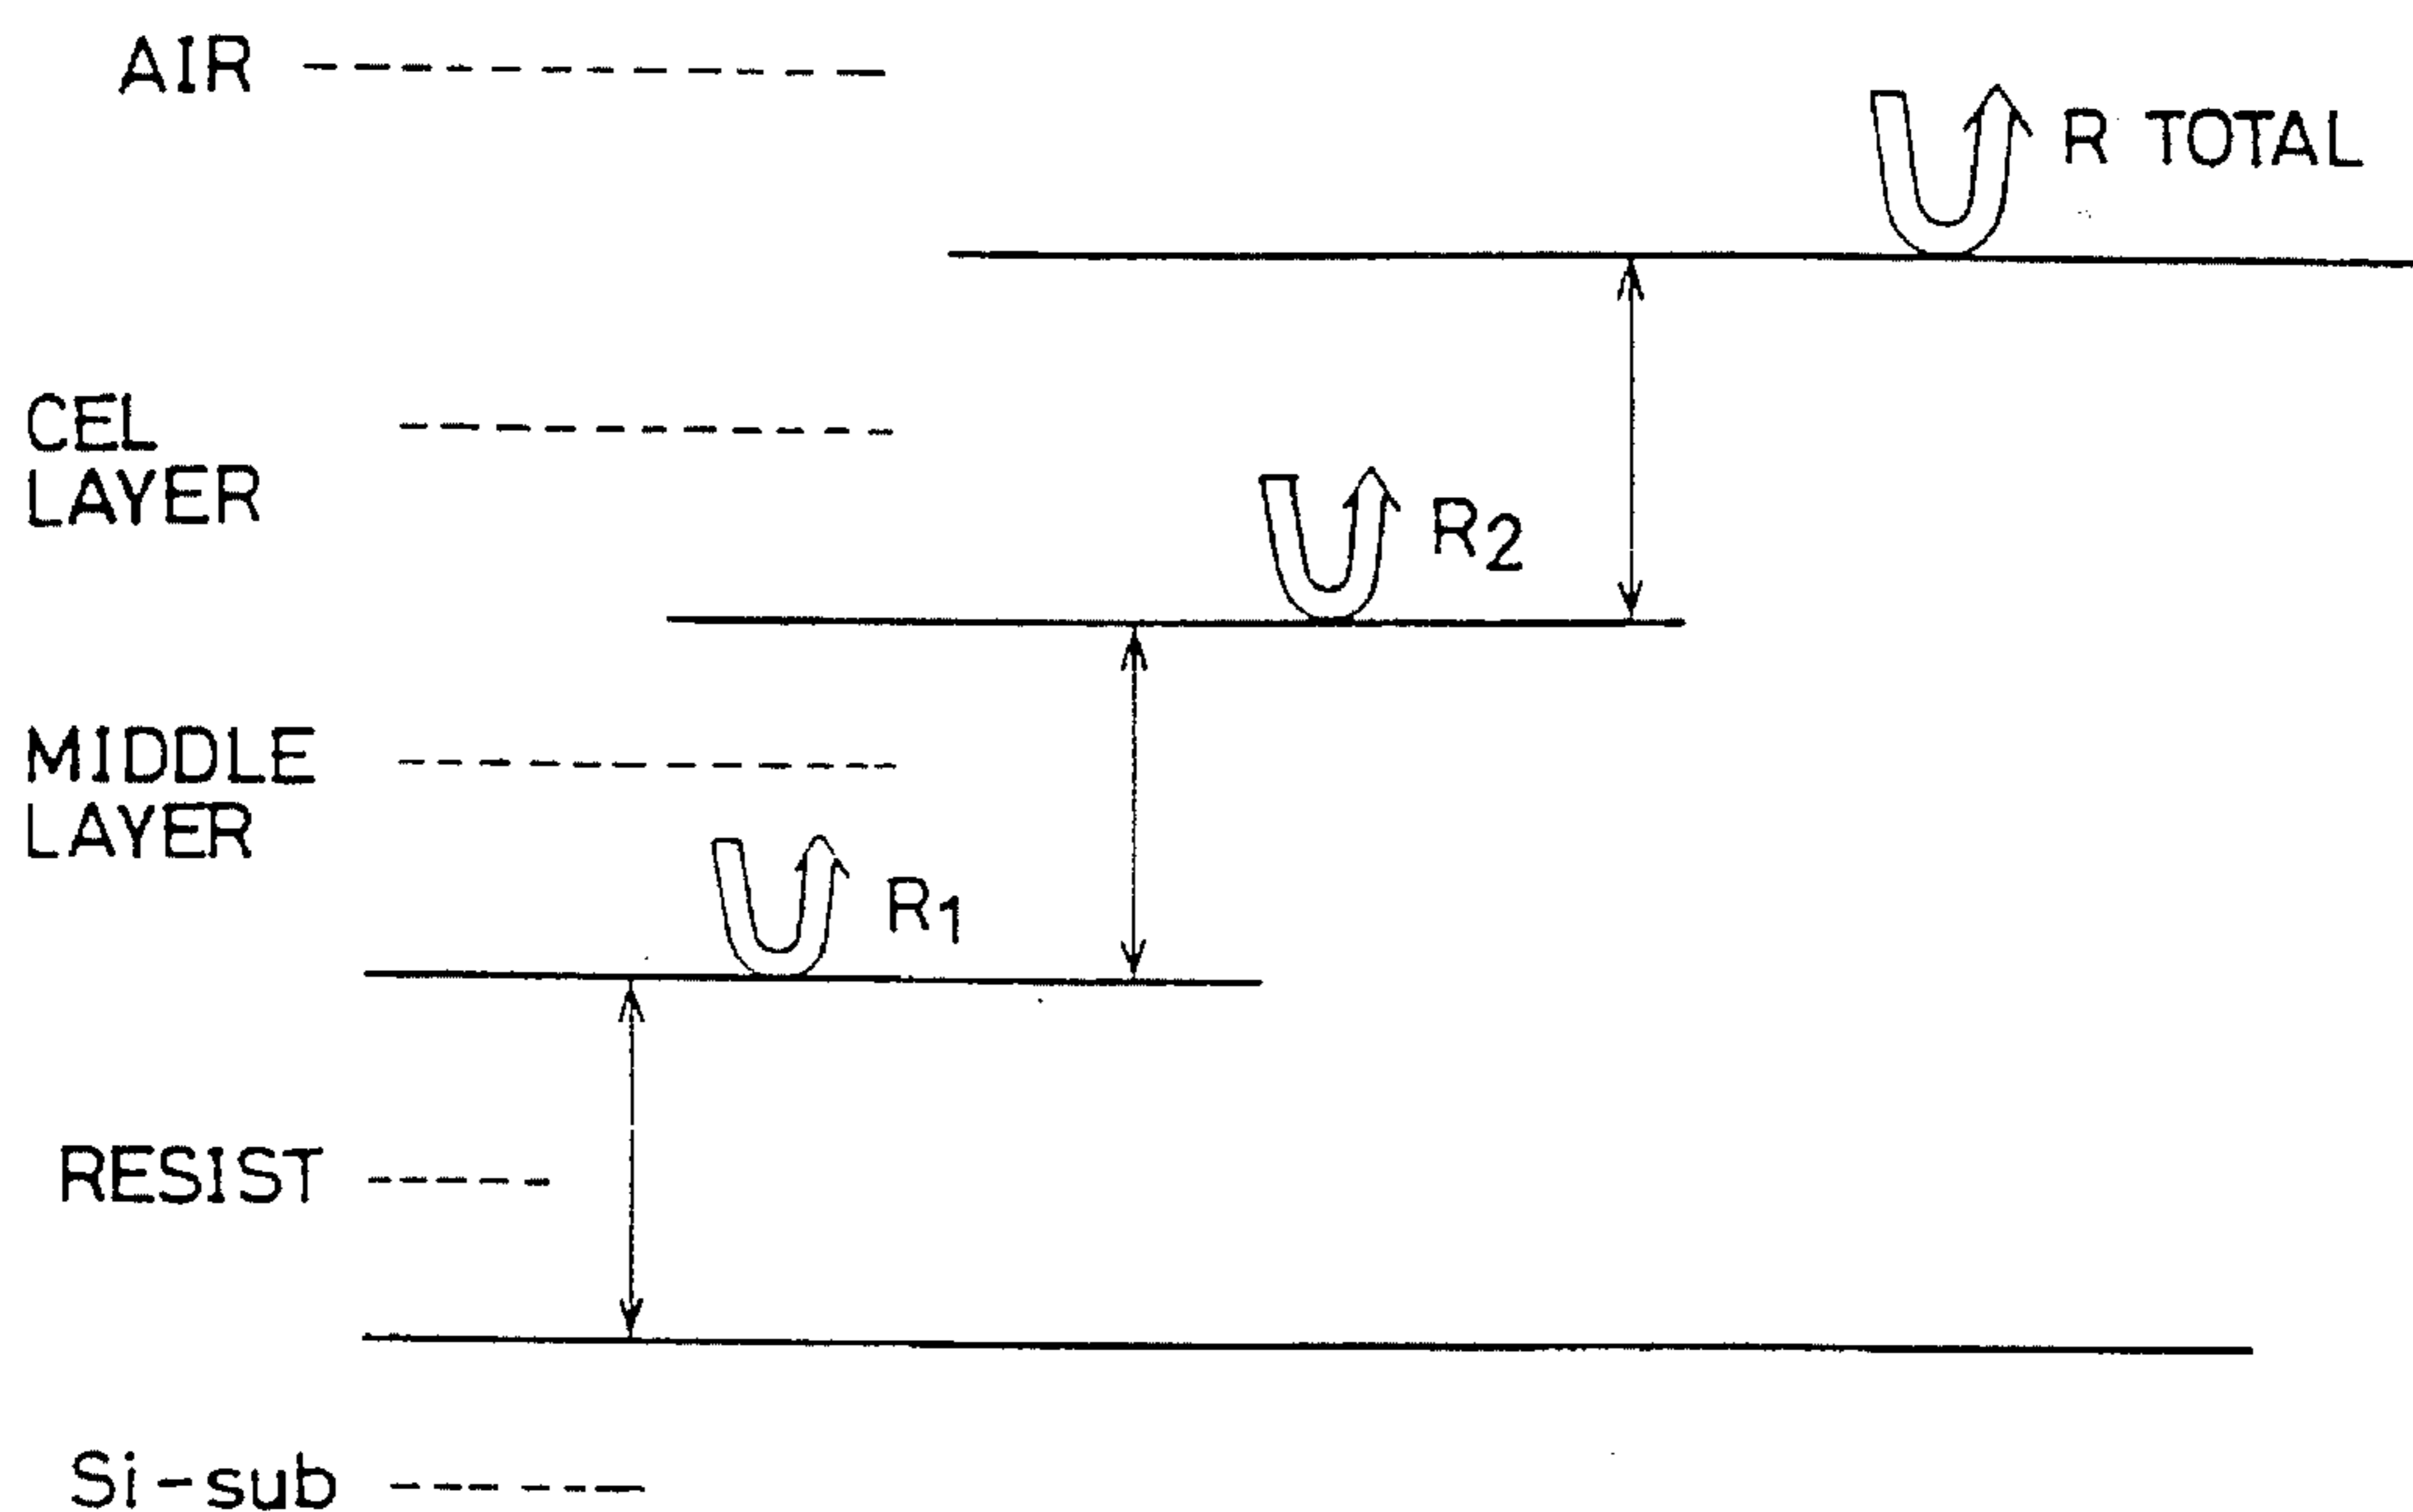 AIR
R TOTAL
CEL
LAYER
R2
MIDDLE
LAYER
R1
RESIST
Si-sub